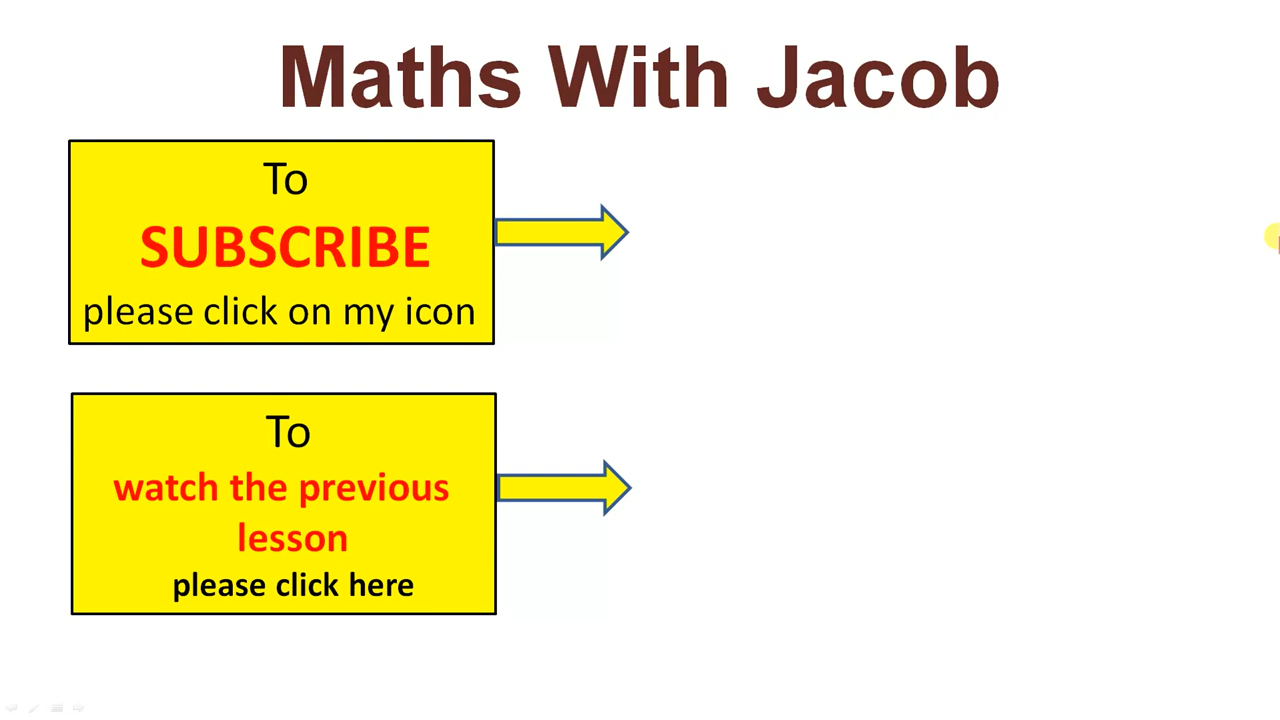 Maths With Jacob
To
SUBSCRIBE
please click on my icon
To
watch the previous
lesson
please click here